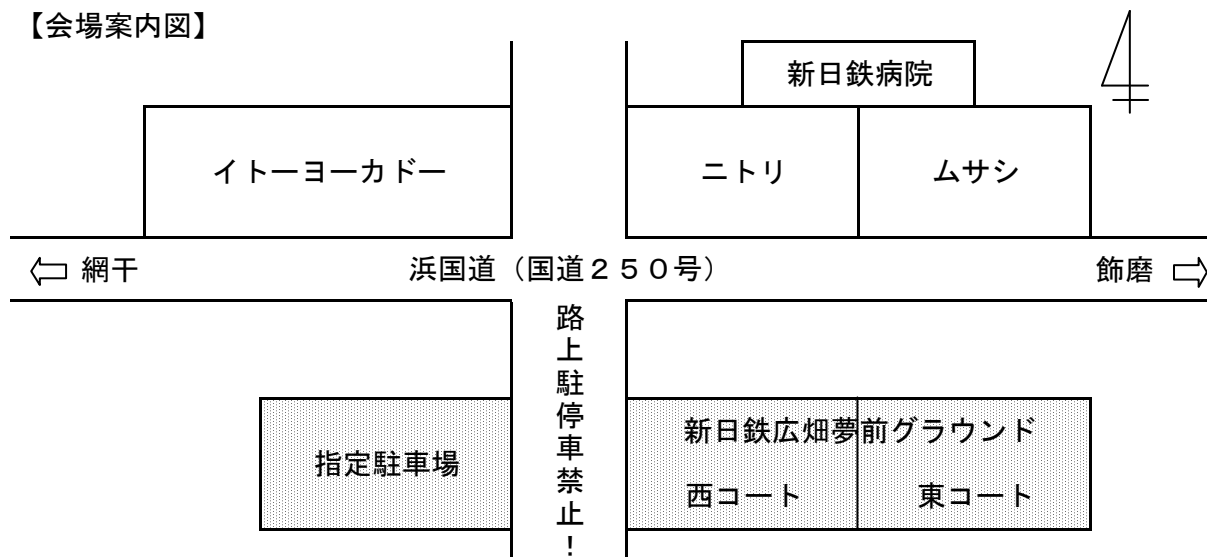 【会場案内図】
新日鉄病院
イトーヨーカドー
ニトリ
ムサシ
網干
浜国道（国道２５０号）
飾磨
路上駐停車禁止！
新日鉄広畑夢前グラウンド
指定駐車場
西コート
東コート